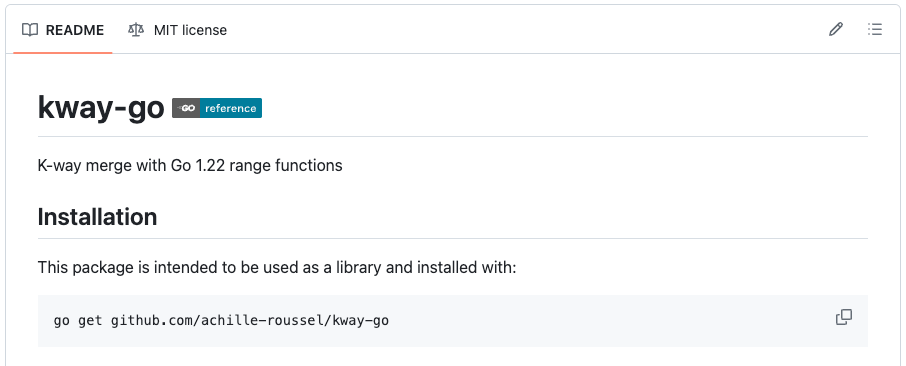 README
MIT license
kway-go
GO reference
K-way merge with Go 1.22 range functions
Installation
This package is intended to be used as a library and installed with:
go get github.com/achille-roussel/kway-go